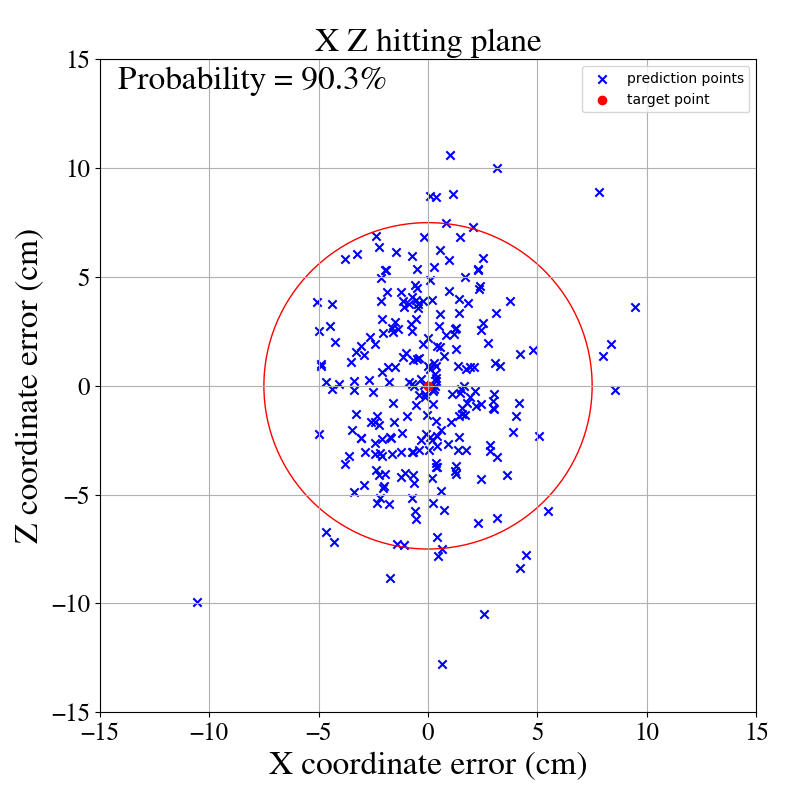 X Z hitting plane
Probability = 90.3%
prediction points
target point
Z coordinate error (cm)
15
10
5
0
−5
−10
−15
−15 −10 −5 0 5 10 15
X coordinate error (cm)